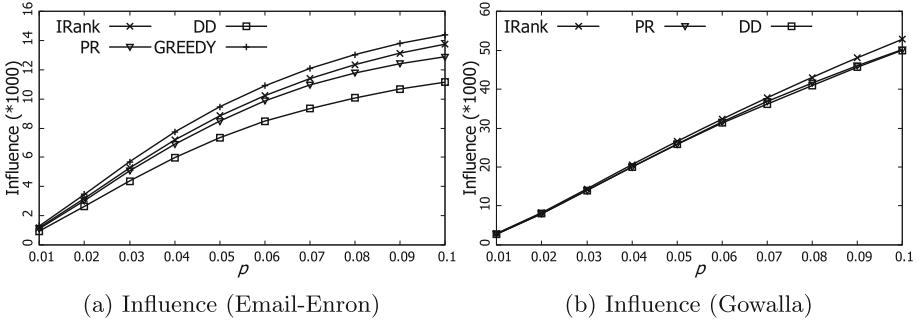 IRank DD
PR GREEDY
Influence (*1000)
16
14
12
10
8
6
4
2
0
0.01 0.02 0.03 0.04 0.05 0.06 0.07 0.08 0.09 0.1
p
(a) Influence (Email-Enron)
IRank PR DD
Influence (*1000)
60
50
40
30
20
10
0
0.01 0.02 0.03 0.04 0.05 0.06 0.07 0.08 0.09 0.1
p
(b) Influence (Gowalla)